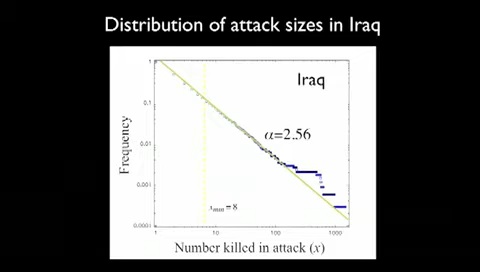 Distribution of attack sizes in Iraq
Iraq
α=2.56
Frequency
1
0.1
0.01
0.001
0.0001
xmin = 8
1
10
100
1000
Number killed in attack (x)